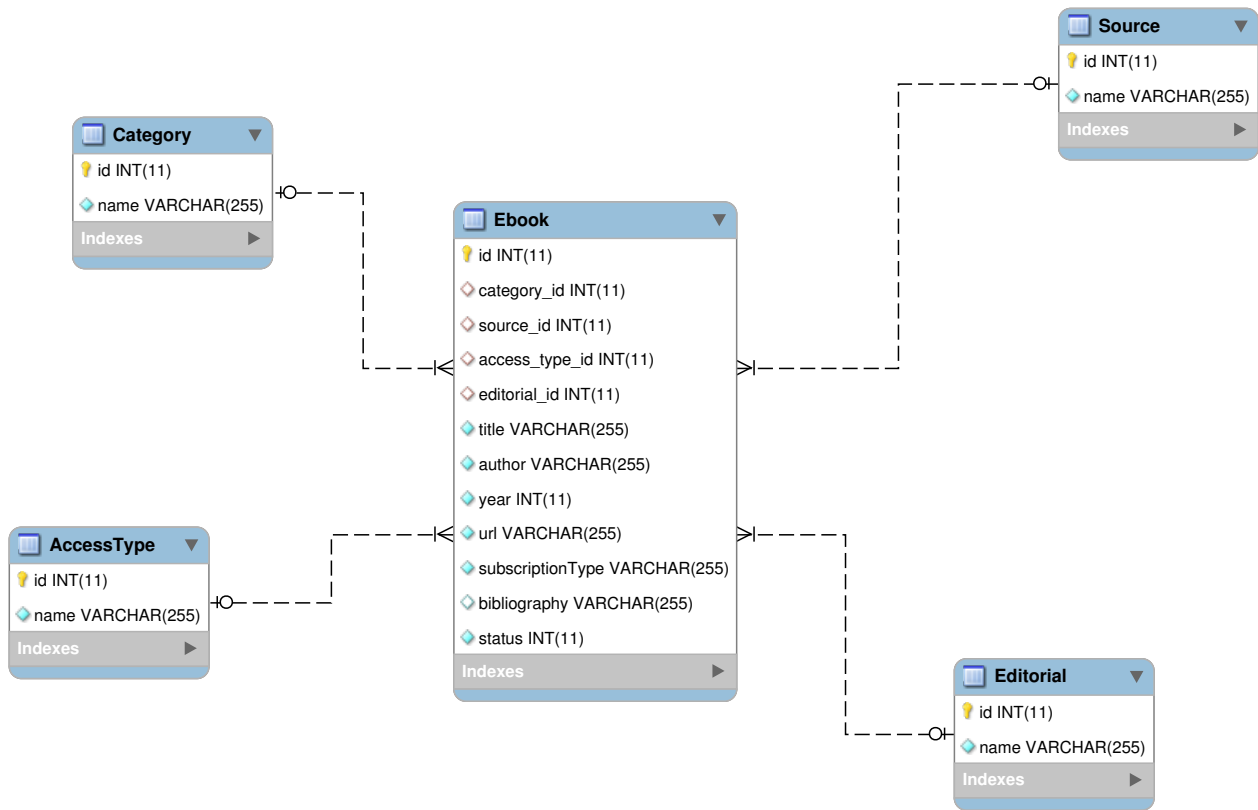 Source
id INT(11)
name VARCHAR(255)
Indexes
Category
id INT(11)
name VARCHAR(255)
Indexes
Ebook
id INT(11)
category_id INT(11)
source_id INT(11)
access_type_id INT(11)
editorial_id INT(11)
title VARCHAR(255)
author VARCHAR(255)
year INT(11)
url VARCHAR(255)
subscriptionType VARCHAR(255)
bibliography VARCHAR(255)
status INT(11)
Indexes
AccessType
id INT(11)
name VARCHAR(255)
Indexes
Editorial
id INT(11)
name VARCHAR(255)
Indexes